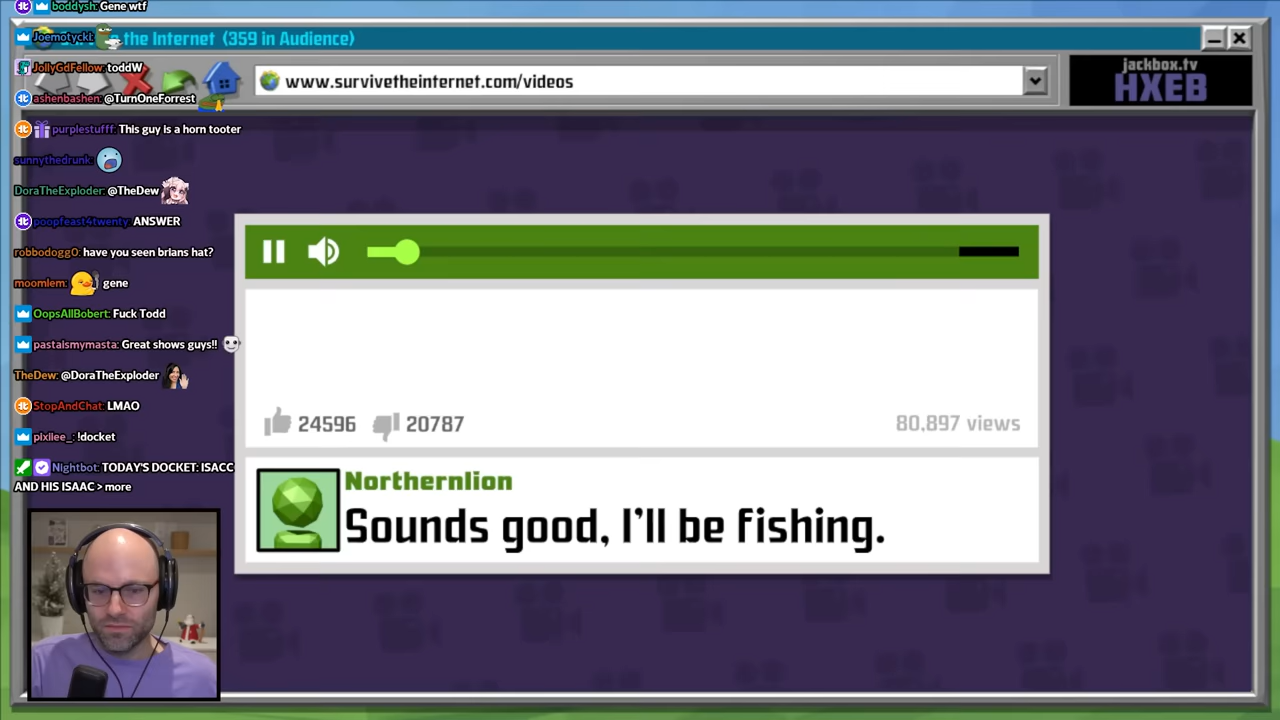 boddysh: Gene wtf
Joemotyckt:
the Internet (359 in Audience)
JollyGdFellow: toddW
ashenbashen: @TurnOneForrest
www.survivetheinternet.com/videos
jackbox.tv
HXEB
purplestufff: This guy is a horn tooter
sunnythedrunk:
DoraTheExploder: @TheDew
poopfeast4twenty: ANSWER
robbodogg0: have you seen brians hat?
moomlem: gene
OopsAllBobert: Fuck Todd
pastaismymasta: Great shows guys!!
TheDew: @DoraTheExploder
StopAndChat: LMAO
pixilee_: !docket
Nightbot: TODAY'S DOCKET: ISACC
AND HIS ISAAC > more
24596
20787
80,897 views
Northernlion
Sounds good, I'll be fishing.